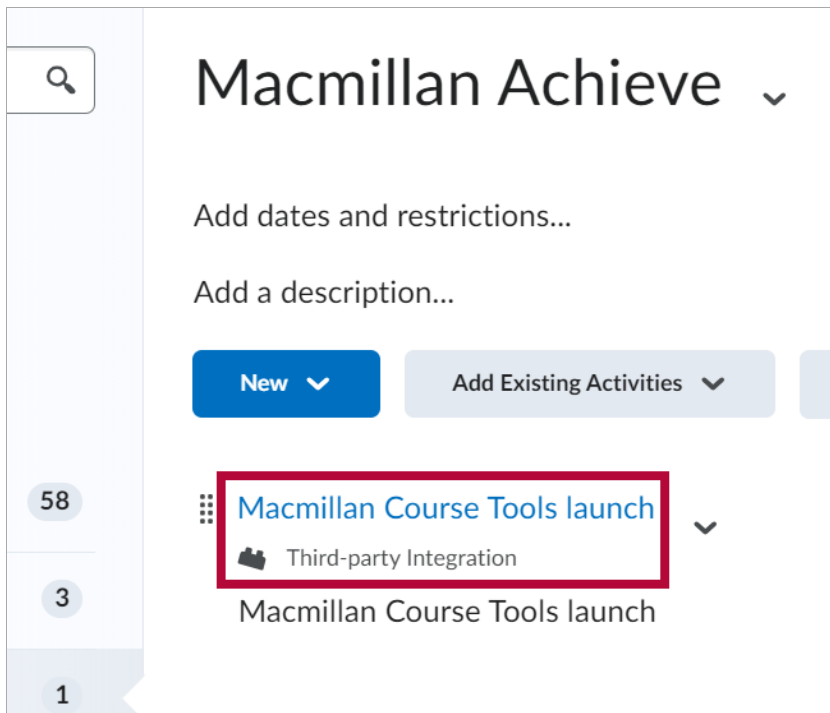 Macmillan Achieve
Add dates and restrictions...
Add a description...
New
Add Existing Activities
58
Macmillan Course Tools launch
Third-party Integration
3
Macmillan Course Tools launch
1